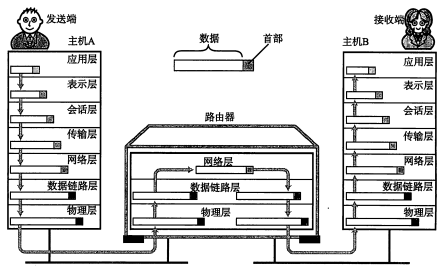 发送端
接收端
主机A
数据
首部
主机B
应用层
表示层
会话层
传输层
网络层
数据链路层
物理层
路由器
网络层
数据链路层
物理层
应用层
表示层
会话层
传输层
网络层
数据链路层
物理层